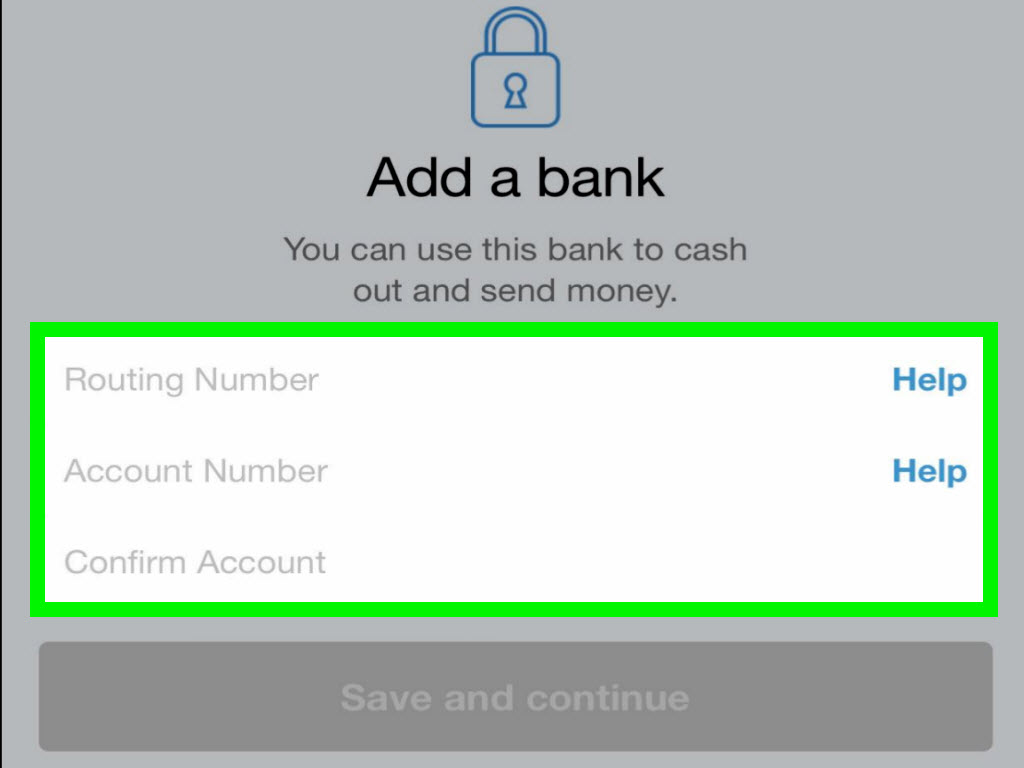 Add a bank
You can use this bank to cash
out and send money.
Routing Number Help
Account Number Help
Confirm Account
Save and continue